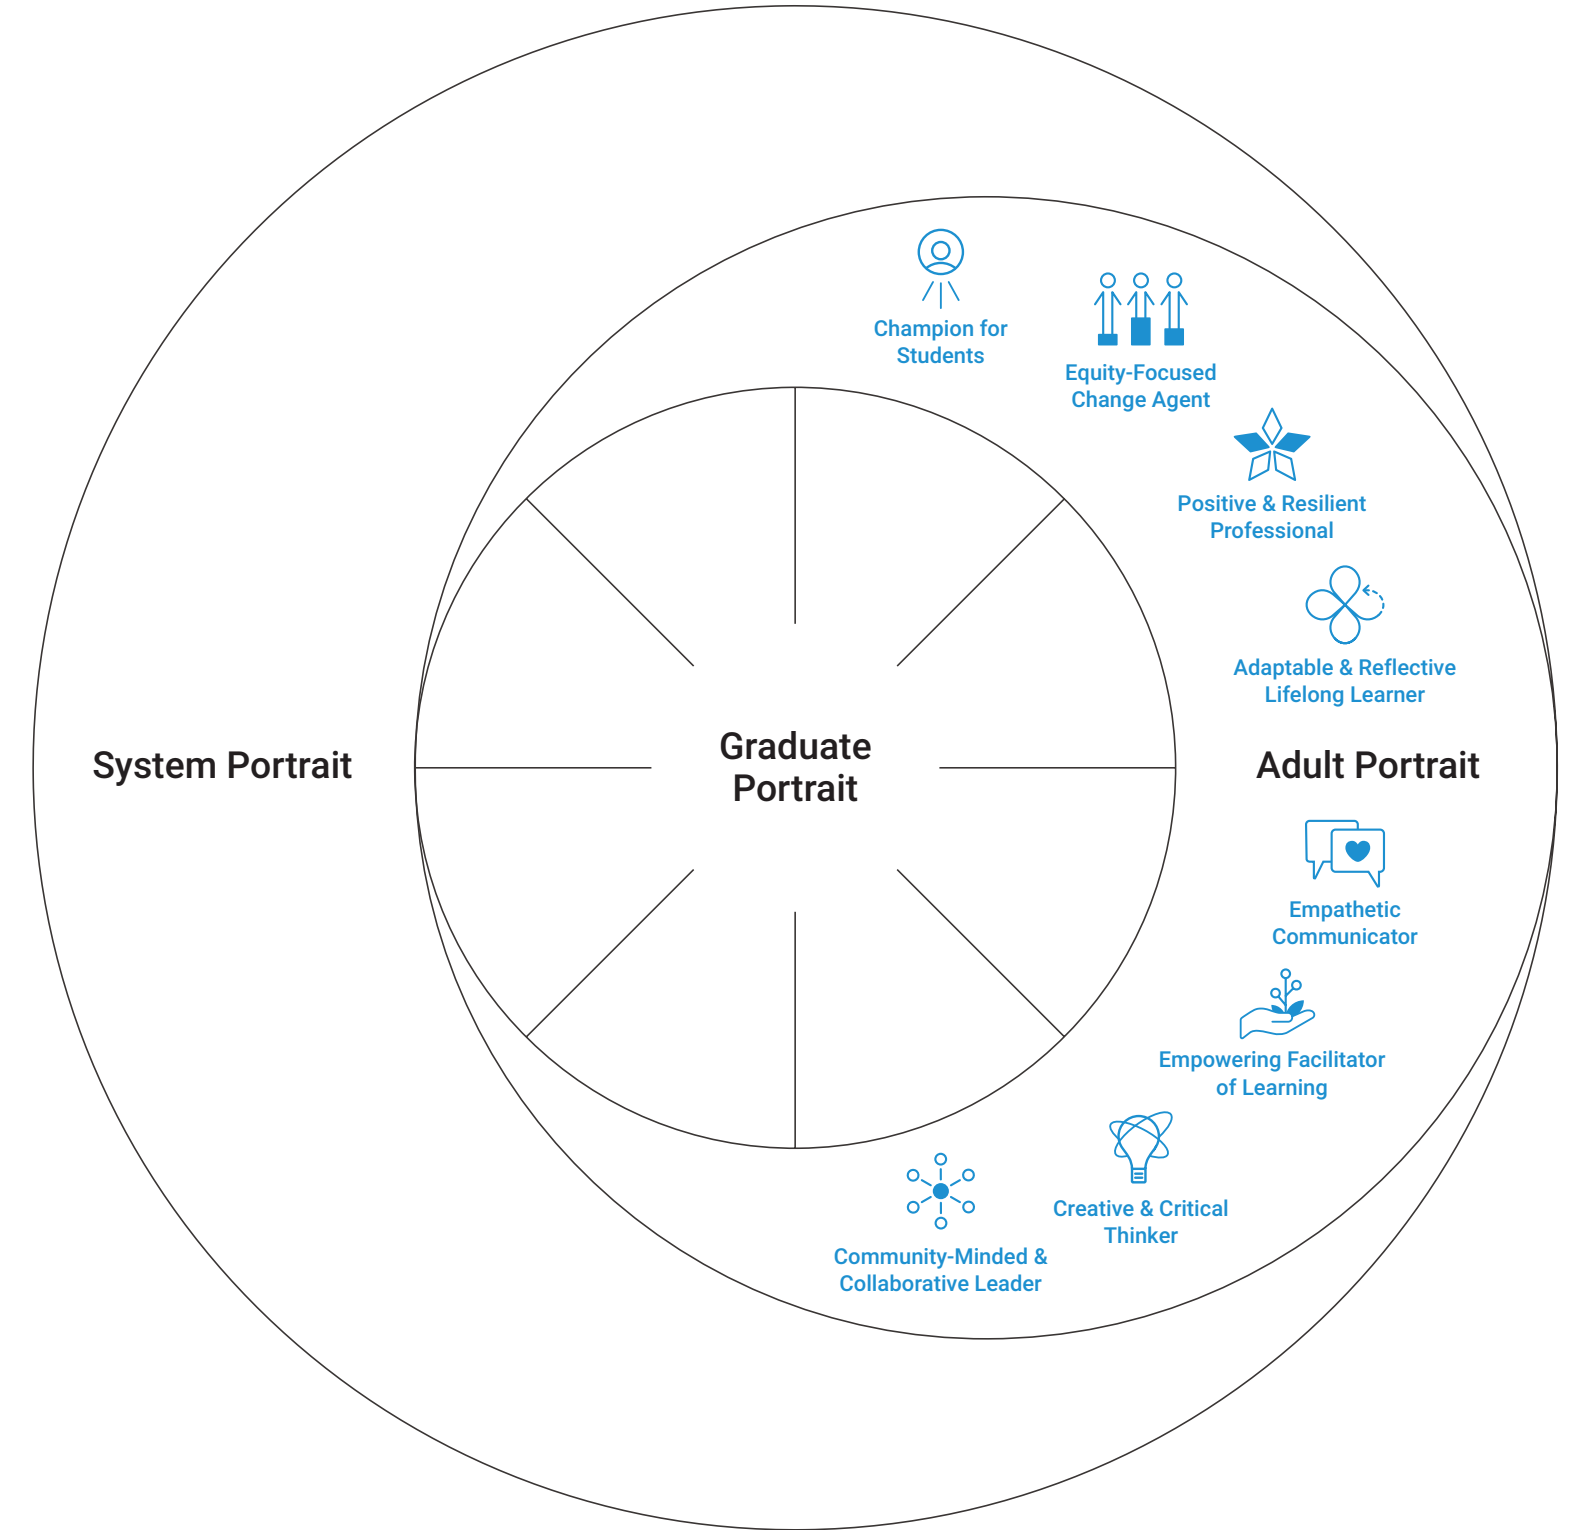 Champion for
Students
Equity-Focused
Change Agent
Positive & Resilient
Professional
Adaptable & Reflective
Lifelong Learner
System Portrait
Graduate
Portrait
Adult Portrait
Empathetic
Communicator
Empowering Facilitator
of Learning
Creative & Critical
Thinker
Community-Minded &
Collaborative Leader